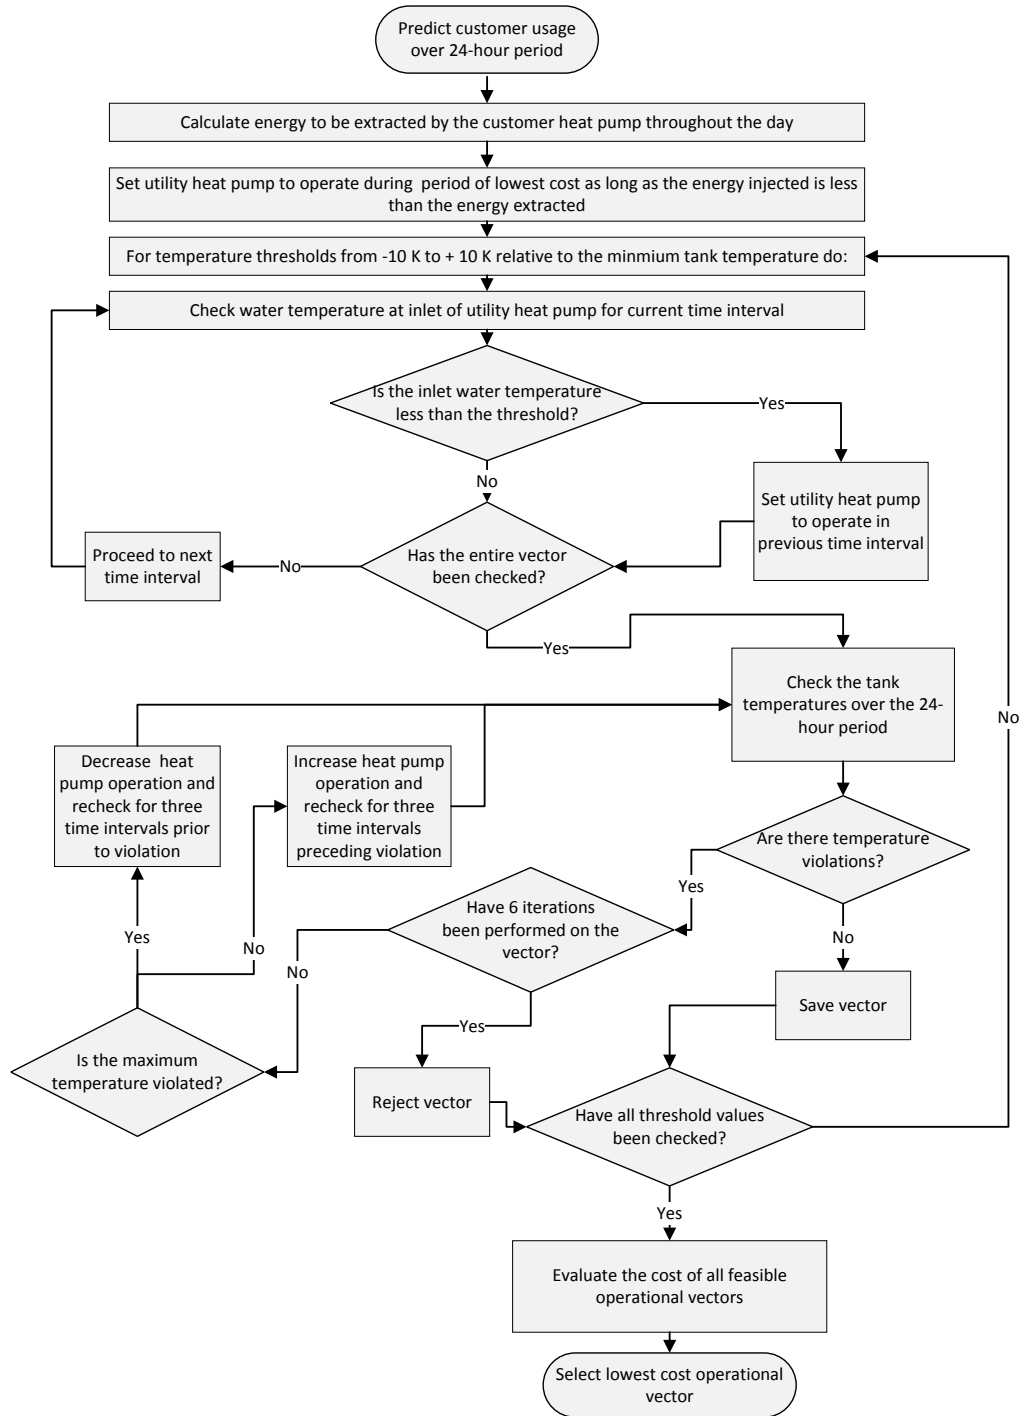 Predict customer usage
over 24-hour period
Calculate energy to be extracted by the customer heat pump throughout the day
Set utility heat pump to operate during  period of lowest cost as long as the energy injected is less
than the energy extracted
For temperature thresholds from -10 K to + 10 K relative to the minmium tank temperature do:
Check water temperature at inlet of utility heat pump for current time interval
Is the inlet water temperature
less than the threshold?
Yes
No
Set utility heat pump
to operate in
previous time interval
Has the entire vector
been checked?
No
Proceed to next
time interval
Yes
Check the tank
temperatures over the 24-
hour period
No
Decrease  heat
pump operation and
recheck for three
time intervals prior
to violation
Increase heat pump
operation and
recheck for three
time intervals
preceding violation
Are there temperature
violations?
Yes
No
Have 6 iterations
been performed on the
vector?
Yes
No
No
Yes
Save vector
Is the maximum
temperature violated?
Reject vector
Have all threshold values
been checked?
Yes
Evaluate the cost of all feasible
operational vectors
Select lowest cost operational
vector